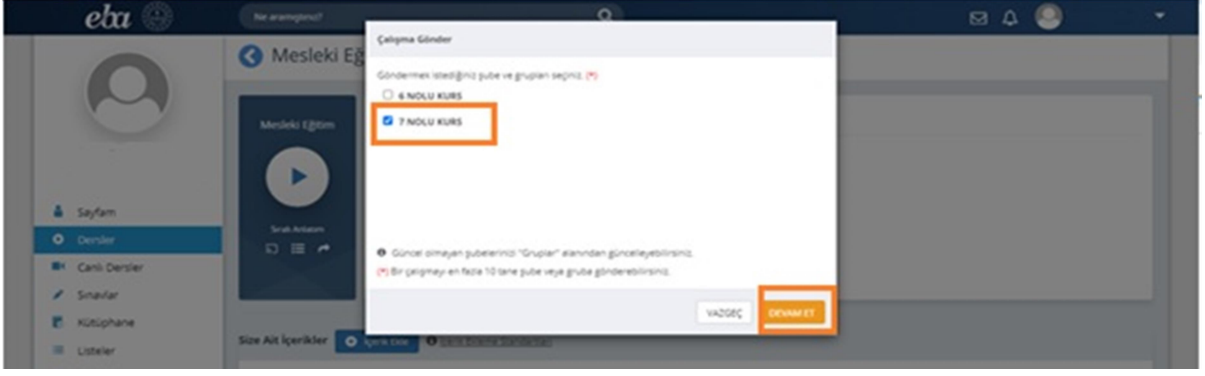 eba
Ne aramıştınız?
Çalışma Gönder
Mesleki Eğ
Göndermek istediğiniz şube ve grupları seçiniz. (*)
6 NOLU KURS
7 NOLU KURS
Mesleki Eğitim
Sıralı Anlatım
Sayfam
Dersler
Canlı Dersler
Sınavlar
Kütüphane
Listeler
Güncel olmayan şubelerinizi "Gruplar" alanından güncelleyebilirsiniz.
(*) Bir çalışmayı en fazla 10 tane şube veya gruba gönderebilirsiniz.
VAZGEÇ
DEVAM ET
Size Ait İçerikler
İçerik Ekle